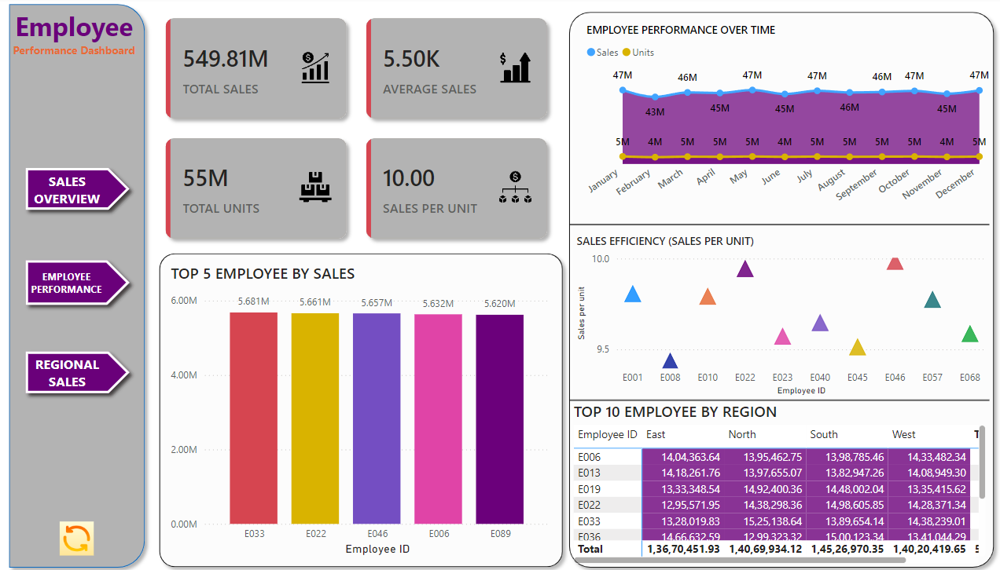 Employee
Performance Dashboard
SALES
OVERVIEW
EMPLOYEE
PERFORMANCE
REGIONAL
SALES
549.81M
TOTAL SALES
5.50K
AVERAGE SALES
55M
TOTAL UNITS
10.00
SALES PER UNIT
TOP 5 EMPLOYEE BY SALES
6.00M
4.00M
2.00M
0.00M
5.681M 5.661M 5.657M 5.632M 5.620M
E033 E022 E046 E006 E089
Employee ID
EMPLOYEE PERFORMANCE OVER TIME
Sales Units
47M 43M 46M 45M 47M 45M 47M 46M 46M 47M 45M 47M
5M 4M 5M 5M 5M 4M 5M 5M 5M 5M 4M 5M
January February March April May June July August September October November December
SALES EFFICIENCY (SALES PER UNIT)
Sales per unit
10.0
9.5
E001 E008 E010 E022 E023 E040 E045 E046 E057 E068
Employee ID
TOP 10 EMPLOYEE BY REGION
Employee ID East North South West
E006 14,04,363.64 13,95,462.75 13,98,785.46 14,33,482.34
E013 14,18,261.76 13,97,655.07 13,82,947.26 14,08,949.30
E019 13,33,348.54 14,92,400.36 14,48,002.04 13,35,415.62
E022 12,95,571.95 14,38,298.36 14,98,605.85 14,28,371.34
E033 13,28,019.83 15,25,138.64 13,89,654.14 14,38,239.01
E036 14,66,632.59 12,99,323.32 15,00,123.34 13,41,044.29
Total 1,36,70,451.93 1,40,69,934.12 1,45,26,970.35 1,40,20,419.65